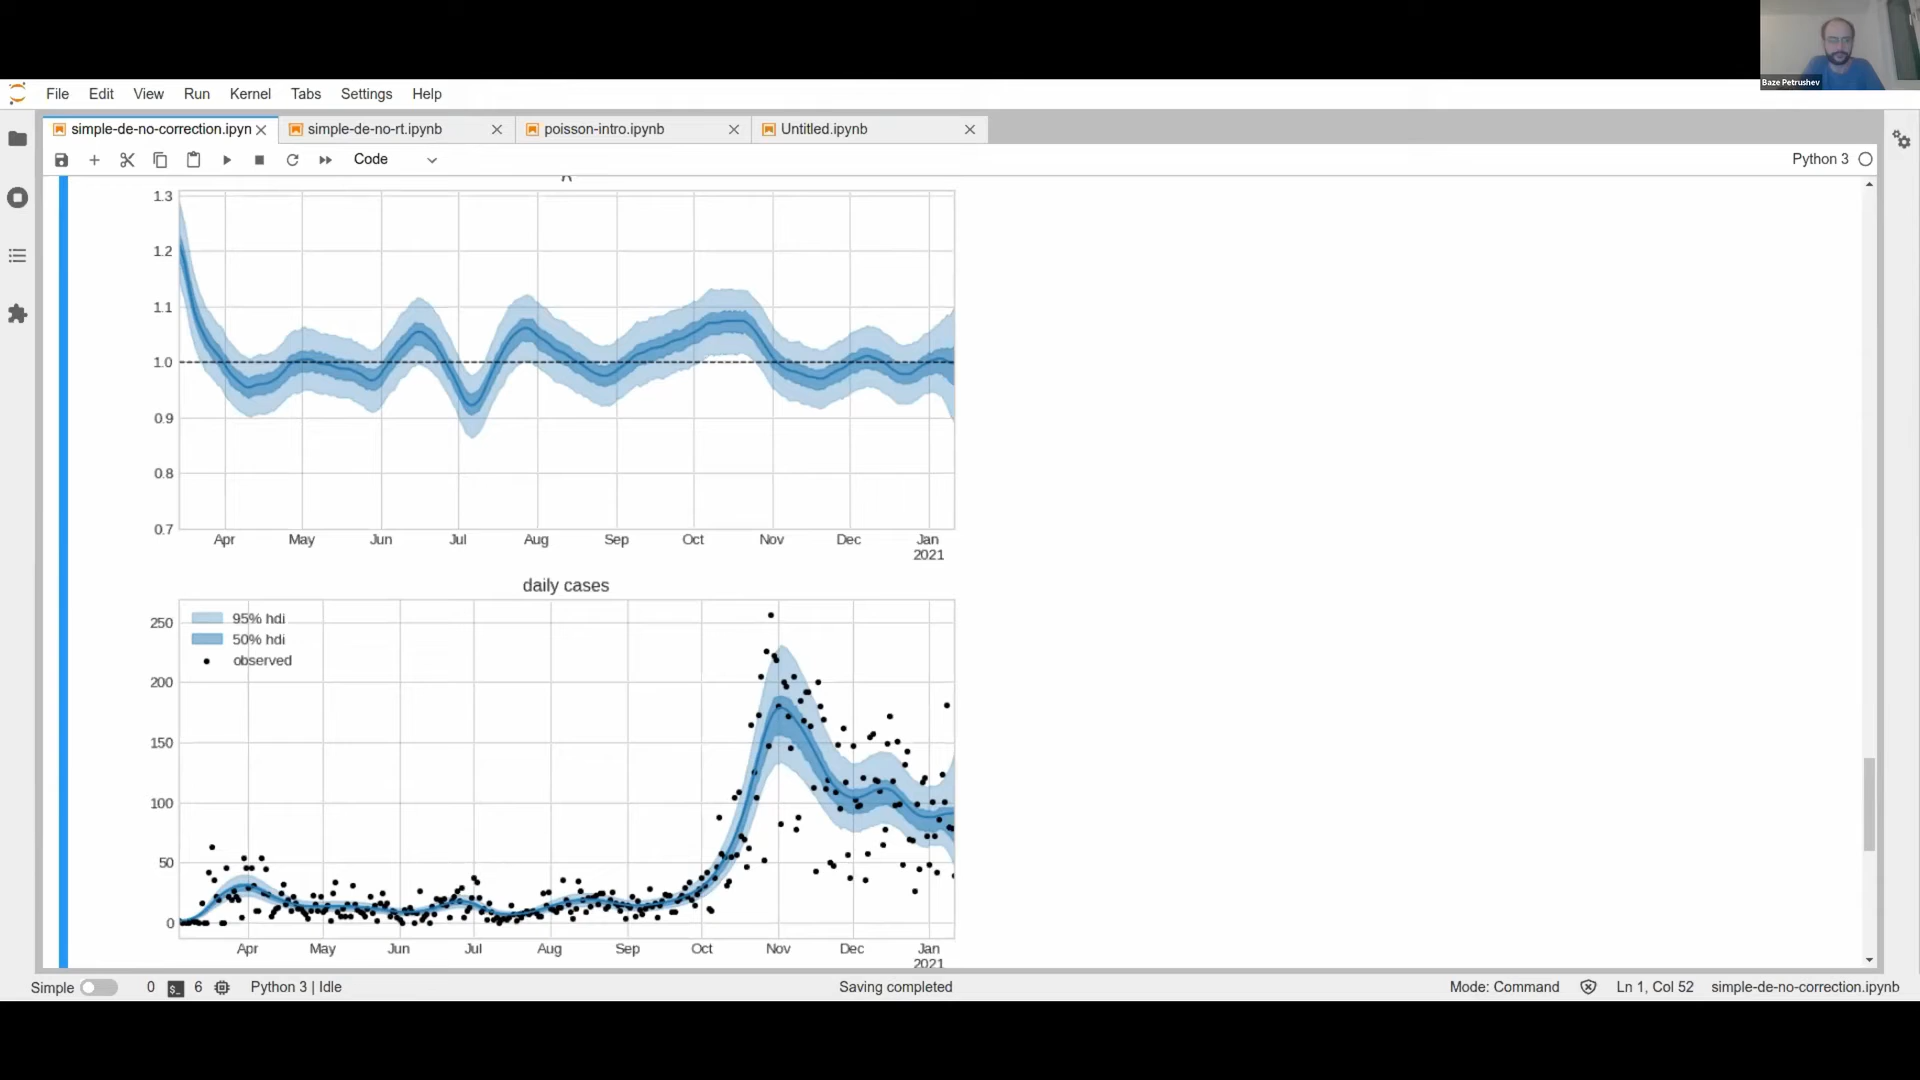 Baze Petrushev
File Edit View Run Kernel Tabs Settings Help
simple-de-no-correction.ipyn simple-de-no-rt.ipynb poisson-intro.ipynb Untitled.ipynb
Code Python 3
1.3
1.2
1.1
1.0
0.9
0.8
0.7
Apr May Jun Jul Aug Sep Oct Nov Dec Jan
2021
daily cases
95% hdi
50% hdi
observed
250
200
150
100
50
0
Apr May Jun Jul Aug Sep Oct Nov Dec Jan
2021
Simple 0 $_ 6 Python 3 | Idle Saving completed Mode: Command Ln 1, Col 52 simple-de-no-correction.ipynb